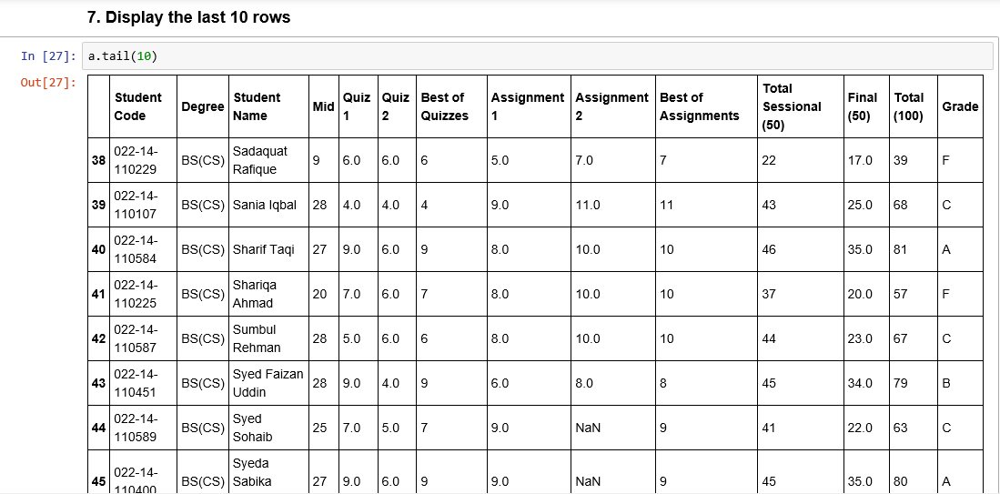 7. Display the last 10 rows
In [27]: a.tail(10)
Out[27]:
Student Code Degree Student Name Mid Quiz 1 Quiz 2 Best of Quizzes Assignment 1 Assignment 2 Best of Assignments Total Sessional (50) Final (50) Total (100) Grade
38 022-14-110229 BS(CS) Sadaquat Rafique 9 6.0 6.0 6 5.0 7.0 7 22 17.0 39 F
39 022-14-110107 BS(CS) Sania Iqbal 28 4.0 4.0 4 9.0 11.0 11 43 25.0 68 C
40 022-14-110584 BS(CS) Sharif Taqi 27 9.0 6.0 9 8.0 10.0 10 46 35.0 81 A
41 022-14-110225 BS(CS) Shariqa Ahmad 20 7.0 6.0 7 8.0 10.0 10 37 20.0 57 F
42 022-14-110587 BS(CS) Sumbul Rehman 28 5.0 6.0 6 8.0 10.0 10 44 23.0 67 C
43 022-14-110451 BS(CS) Syed Faizan Uddin 28 9.0 4.0 9 6.0 8.0 8 45 34.0 79 B
44 022-14-110589 BS(CS) Syed Sohaib 25 7.0 5.0 7 9.0 NaN 9 41 22.0 63 C
45 022-14-110400 BS(CS) Syeda Sabika 27 9.0 6.0 9 9.0 NaN 9 45 35.0 80 A